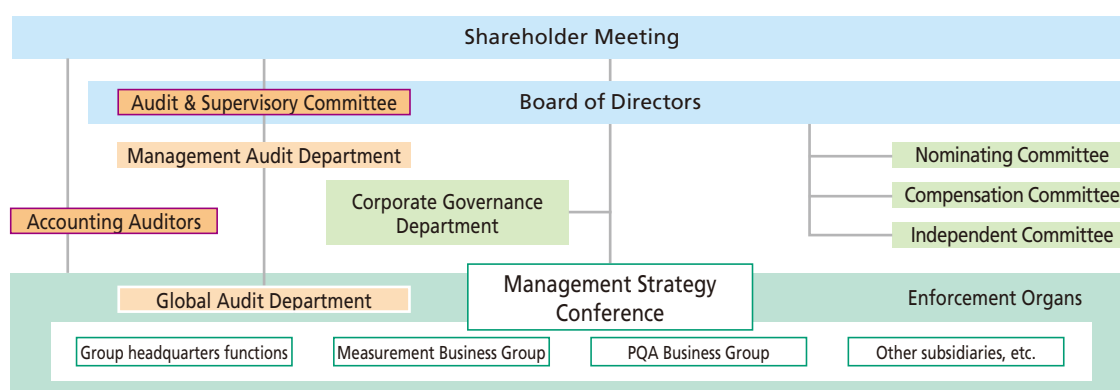 Shareholder Meeting
Audit & Supervisory Committee
Board of Directors
Management Audit Department
Nominating Committee
Corporate Governance
Department
Compensation Committee
Accounting Auditors
Independent Committee
Management Strategy
Conference
Global Audit Department
Enforcement Organs
Group headquarters functions
Measurement Business Group
PQA Business Group
Other subsidiaries, etc.